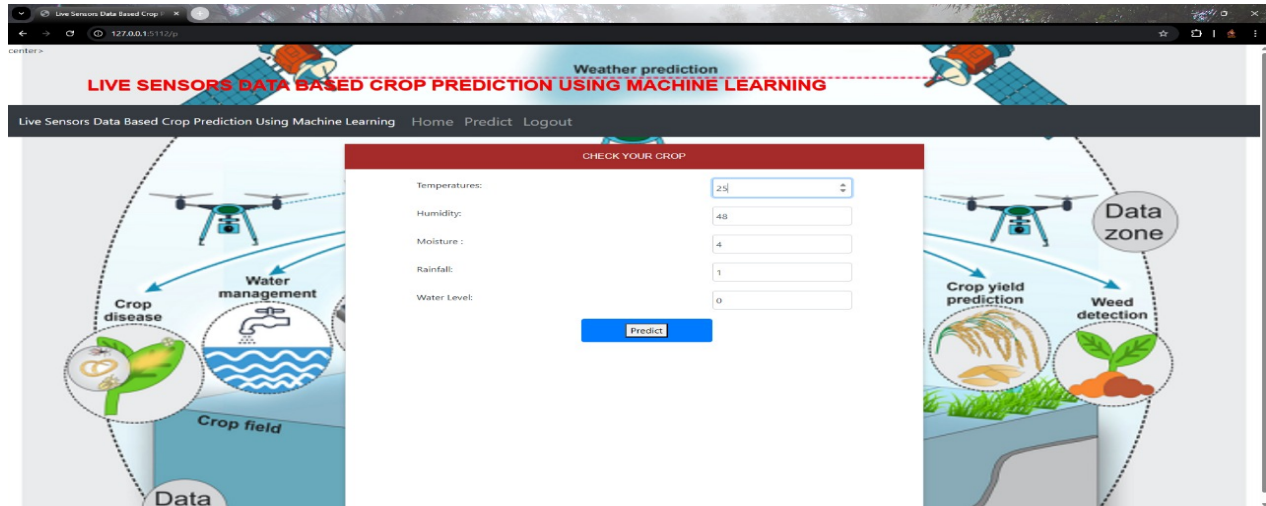 Live Sensors Data Based Crop P
127.0.0.1:5112/p
center>
Weather prediction
LIVE SENSORS DATA BASED CROP PREDICTION USING MACHINE LEARNING
Live Sensors Data Based Crop Prediction Using Machine Learning Home Predict Logout
CHECK YOUR CROP
Temperatures: 25
Humidity: 48
Moisture : 4
Rainfall: 1
Water Level: 0
Predict
Data
zone
Water
management
Crop
disease
Crop yield
prediction
Weed
detection
Crop field
Data